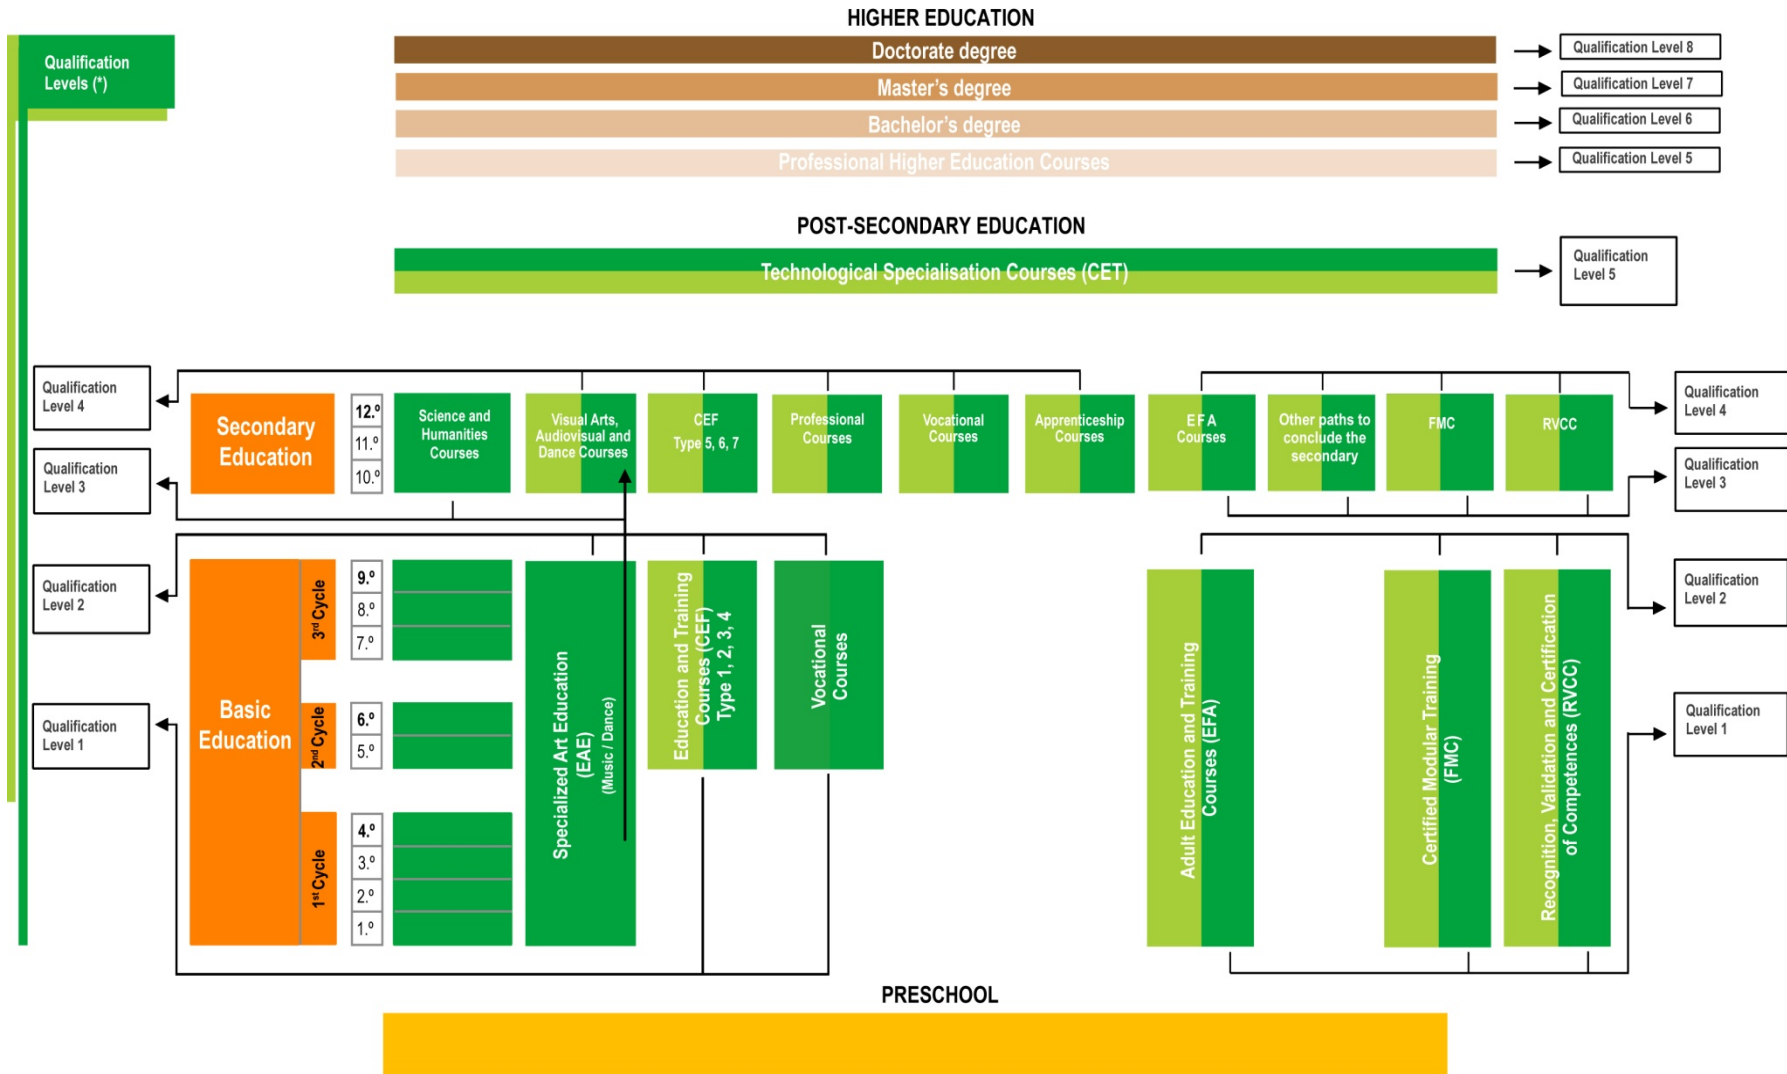 HIGHER EDUCATION
Qualification
Levels (*)
Doctorate degree
Qualification Level 8
Master's degree
Qualification Level 7
Bachelor's degree
Qualification Level 6
Professional Higher Education Courses
Qualification Level 5
POST-SECONDARY EDUCATION
Technological Specialisation Courses (CET)
Qualification
Level 5
Qualification
Level 4
Qualification
Level 3
Secondary
Education
12.º
11.º
10.º
Science and
Humanities
Courses
Visual Arts,
Audiovisual and
Dance Courses
CEF
Type 5, 6, 7
Professional
Courses
Vocational
Courses
Apprenticeship
Courses
E F A
Courses
Other paths to
conclude the
secondary
FMC
RVCC
Qualification
Level 4
Qualification
Level 3
Qualification
Level 2
Qualification
Level 1
Basic
Education
3rd Cycle
9.º
8.º
7.º
2nd Cycle
6.º
5.º
1st Cycle
4.º
3.º
2.º
1.º
Specialized Art Education
(EAE)
(Music / Dance)
Education and Training
Courses (CEF)
Type 1, 2, 3, 4
Vocational
Courses
Adult Education and Training
Courses (EFA)
Certified Modular Training
(FMC)
Recognition, Validation and Certification
of Competences (RVCC)
Qualification
Level 2
Qualification
Level 1
PRESCHOOL